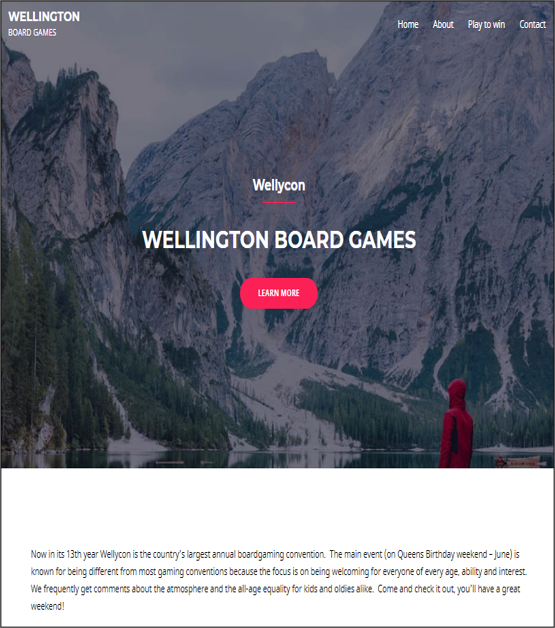 WELLINGTON
BOARD GAMES
Home About Play to win Contact
Wellycon
WELLINGTON BOARD GAMES
LEARN MORE
Now in its 13th year Wellycon is the country's largest annual boardgaming convention. The main event (on Queens Birthday weekend – June) is
known for being different from most gaming conventions because the focus is on being welcoming for everyone of every age, ability and interest.
We frequently get comments about the atmosphere and the all-age equality for kids and oldies alike. Come and check it out, you'll have a great
weekend!